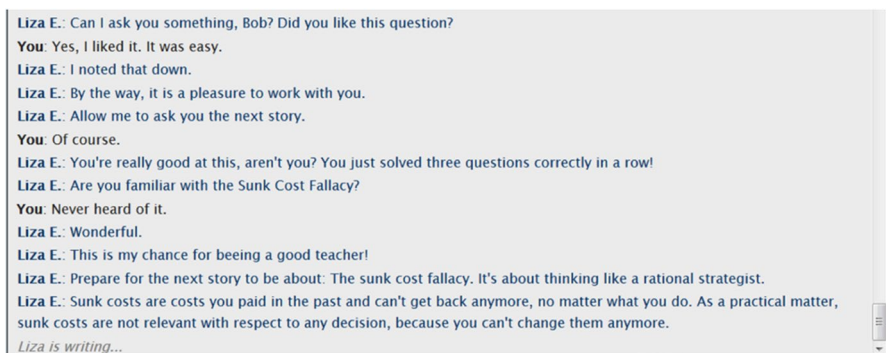 Liza E.: Can I ask you something, Bob? Did you like this question?
You: Yes, I liked it. It was easy.
Liza E.: I noted that down.
Liza E.: By the way, it is a pleasure to work with you.
Liza E.: Allow me to ask you the next story.
You: Of course.
Liza E.: You're really good at this, aren't you? You just solved three questions correctly in a row!
Liza E.: Are you familiar with the Sunk Cost Fallacy?
You: Never heard of it.
Liza E.: Wonderful.
Liza E.: This is my chance for beeing a good teacher!
Liza E.: Prepare for the next story to be about: The sunk cost fallacy. It's about thinking like a rational strategist.
Liza E.: Sunk costs are costs you paid in the past and can't get back anymore, no matter what you do. As a practical matter,
sunk costs are not relevant with respect to any decision, because you can't change them anymore.
Liza is writing...